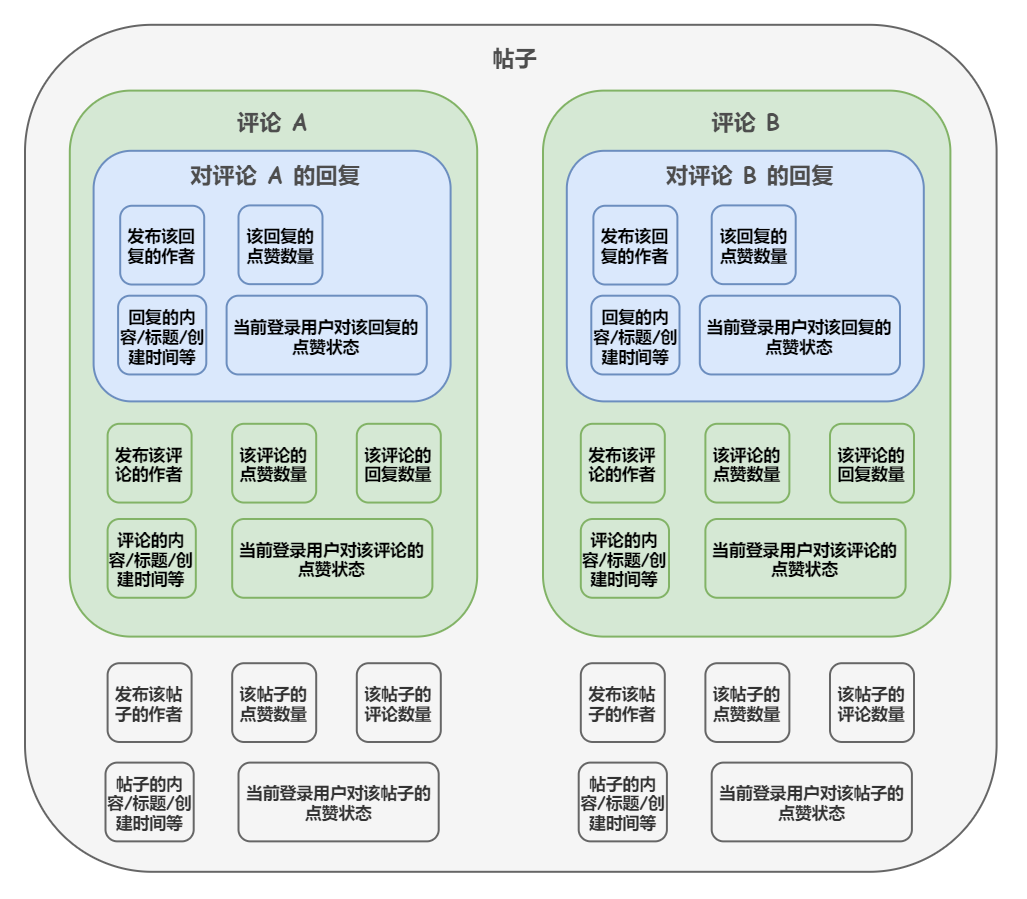 帖子
评论 A
对评论 A 的回复
发布该回
复的作者
该回复的
点赞数量
回复的内
容/标题/创
建时间等
当前登录用户对该回复的
点赞状态
发布该评
论的作者
该评论的
点赞数量
该评论的
回复数量
评论的内
容/标题/创
建时间等
当前登录用户对该评论的
点赞状态
评论 B
对评论 B 的回复
发布该回
复的作者
该回复的
点赞数量
回复的内
容/标题/创
建时间等
当前登录用户对该回复的
点赞状态
发布该评
论的作者
该评论的
点赞数量
该评论的
回复数量
评论的内
容/标题/创
建时间等
当前登录用户对该评论的
点赞状态
发布该帖
子的作者
该帖子的
点赞数量
该帖子的
评论数量
帖子的内
容/标题/创
建时间等
当前登录用户对该帖子的
点赞状态
发布该帖
子的作者
该帖子的
点赞数量
该帖子的
评论数量
帖子的内
容/标题/创
建时间等
当前登录用户对该帖子的
点赞状态